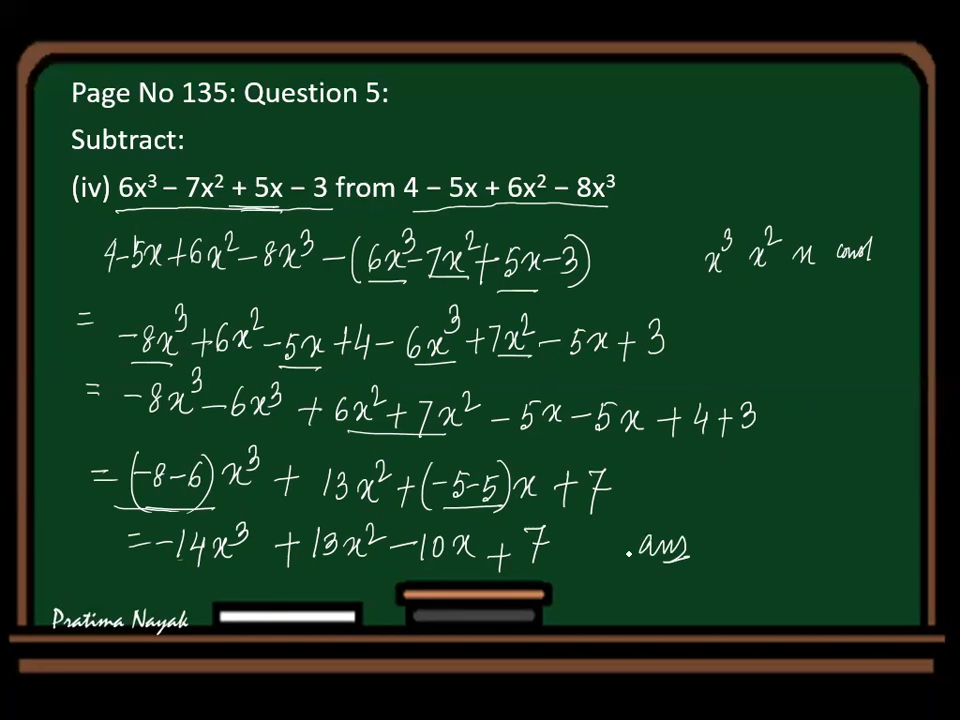 Page No 135: Question 5:
Subtract:
(iv) 6x³ − 7x² + 5x − 3 from 4 − 5x + 6x² − 8x³
4-5x+6x² - 8x³ - (6x³-7x²+5x-3) x³ x² x const
= -8x³ +6x² -5x +4 - 6x³ +7x² - 5x + 3
= -8x³ - 6x³ + 6x² + 7x² - 5x - 5x + 4 + 3
= (-8-6)x³ + 13x² + (-5-5)x + 7
= -14x³ + 13x² - 10x + 7 . ans
Pratima Nayak